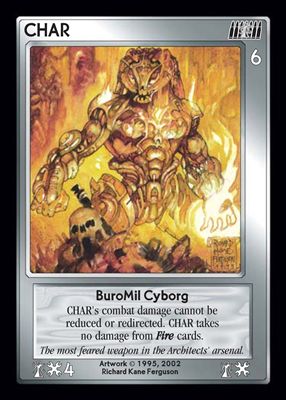 CHAR
6
BuroMil Cyborg
CHAR's combat damage cannot be
reduced or redirected. CHAR takes
no damage from Fire cards.
The most feared weapon in the Architects' arsenal.
4
Artwork © 1995, 2002
Richard Kane Ferguson
4